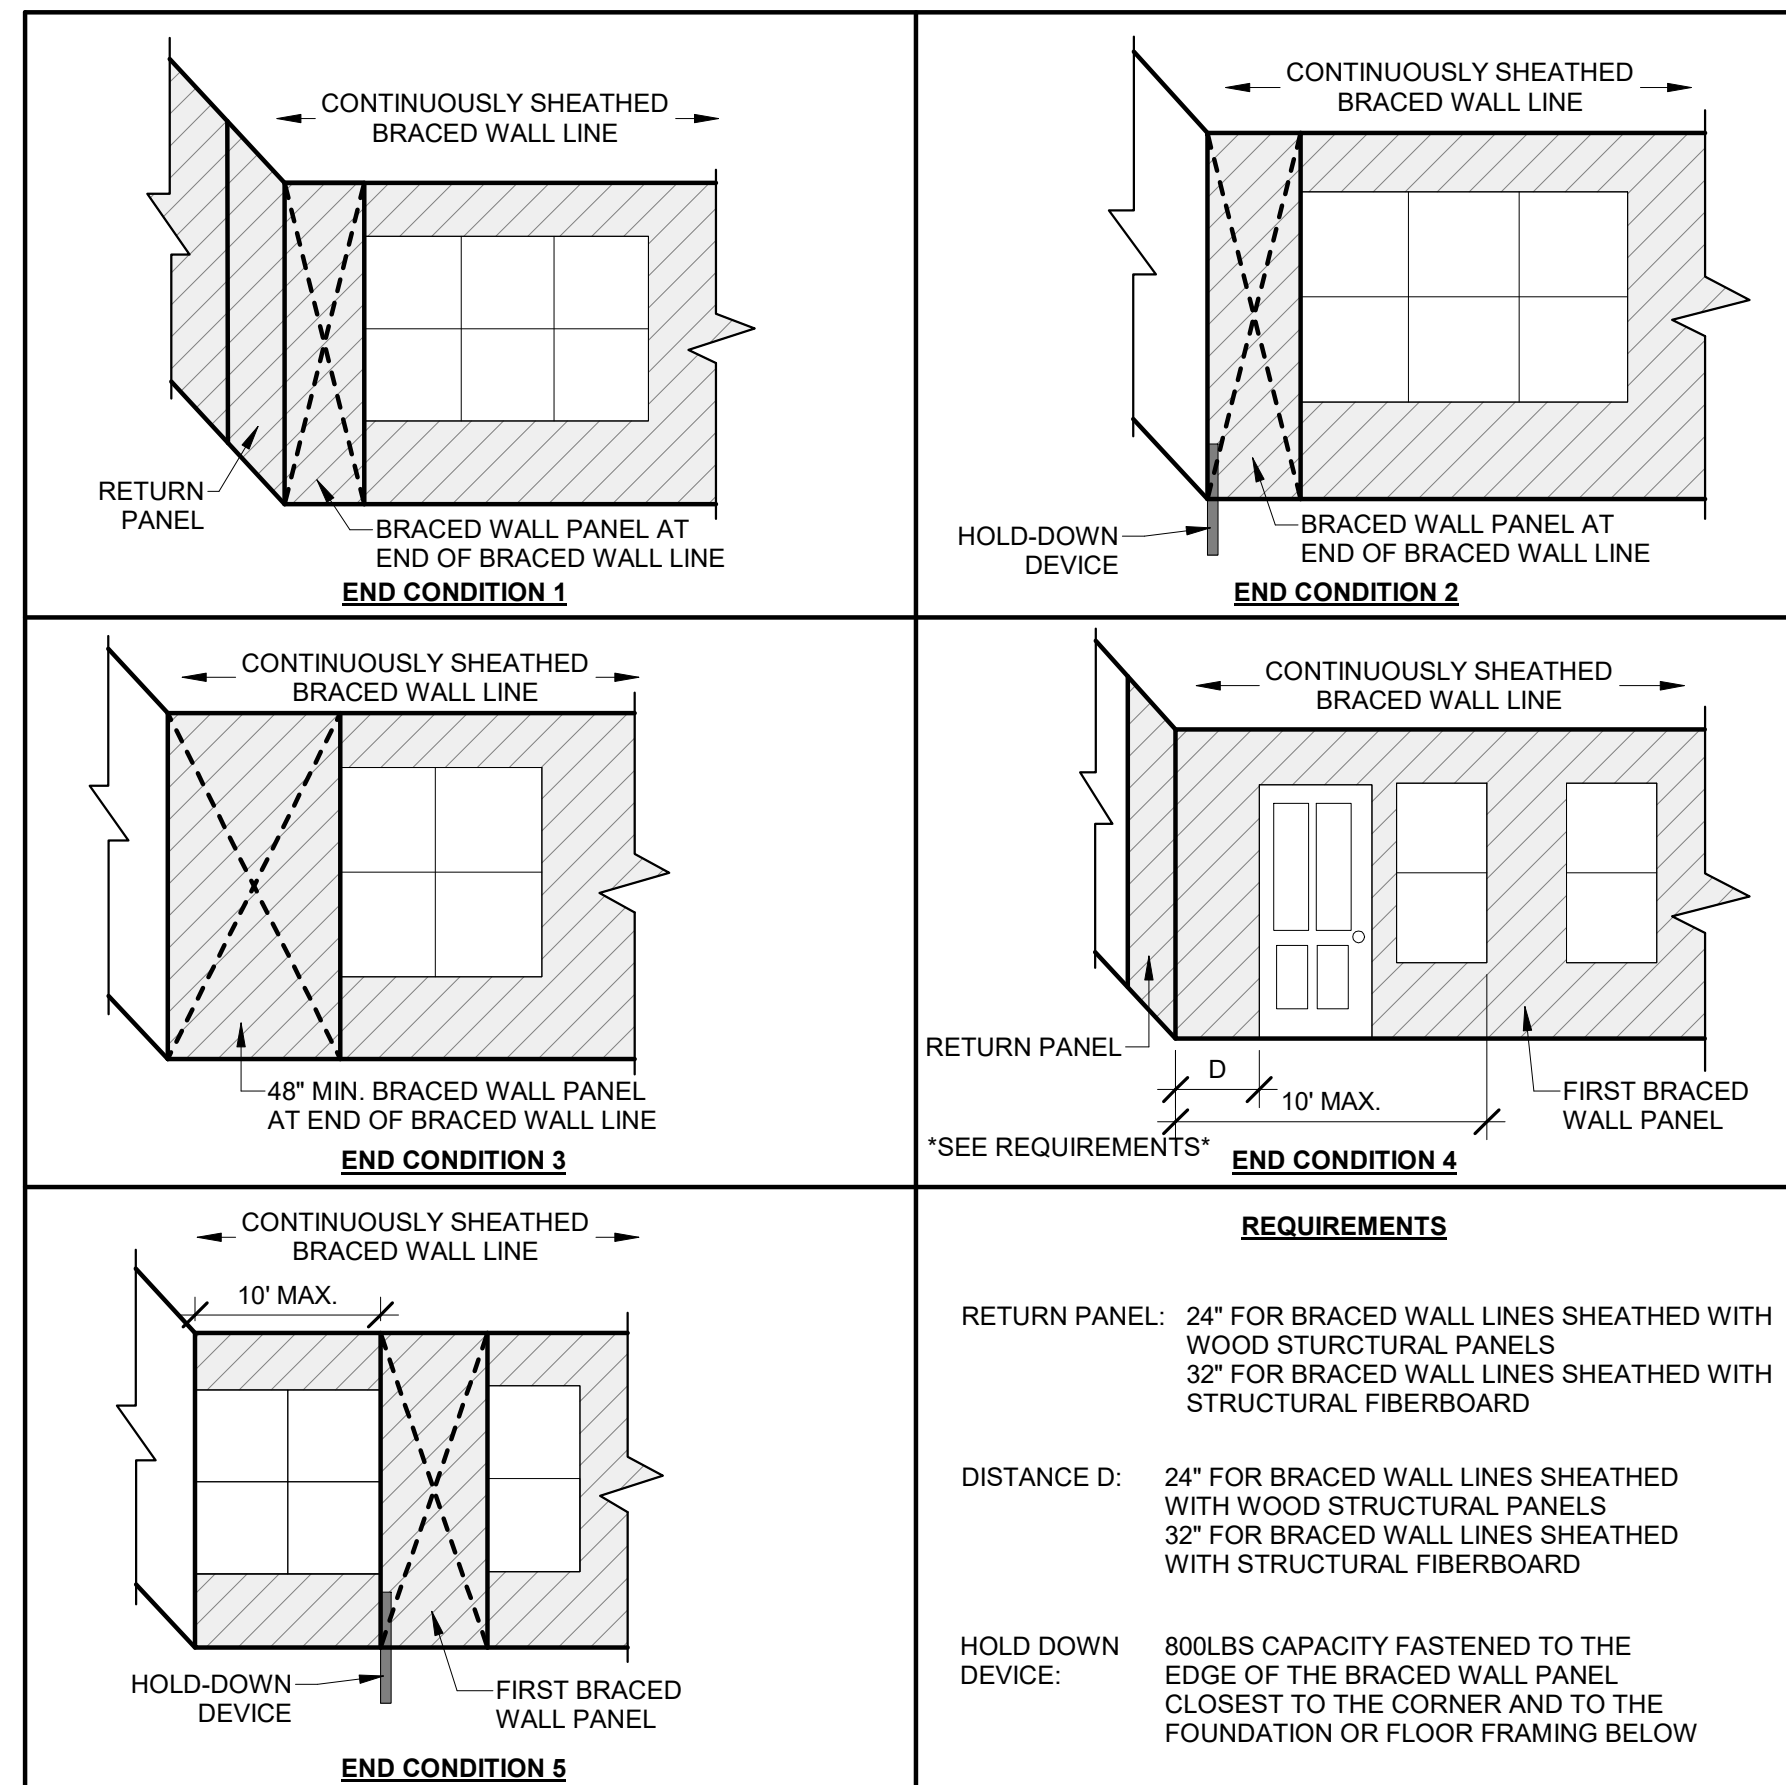 CONTINUOUSLY SHEATHED
BRACED WALL LINE
RETURN
PANEL
BRACED WALL PANEL AT
END OF BRACED WALL LINE
END CONDITION 1
CONTINUOUSLY SHEATHED
BRACED WALL LINE
HOLD-DOWN
DEVICE
BRACED WALL PANEL AT
END OF BRACED WALL LINE
END CONDITION 2
CONTINUOUSLY SHEATHED
BRACED WALL LINE
48" MIN. BRACED WALL PANEL
AT END OF BRACED WALL LINE
END CONDITION 3
CONTINUOUSLY SHEATHED
BRACED WALL LINE
RETURN PANEL
D
10' MAX.
FIRST BRACED
WALL PANEL
*SEE REQUIREMENTS*
END CONDITION 4
CONTINUOUSLY SHEATHED
BRACED WALL LINE
10' MAX.
HOLD-DOWN
DEVICE
FIRST BRACED
WALL PANEL
END CONDITION 5
REQUIREMENTS
RETURN PANEL: 24" FOR BRACED WALL LINES SHEATHED WITH
WOOD STURCTURAL PANELS
32" FOR BRACED WALL LINES SHEATHED WITH
STRUCTURAL FIBERBOARD
DISTANCE D: 24" FOR BRACED WALL LINES SHEATHED
WITH WOOD STRUCTURAL PANELS
32" FOR BRACED WALL LINES SHEATHED
WITH STRUCTURAL FIBERBOARD
HOLD DOWN 800LBS CAPACITY FASTENED TO THE
DEVICE: EDGE OF THE BRACED WALL PANEL
CLOSEST TO THE CORNER AND TO THE
FOUNDATION OR FLOOR FRAMING BELOW